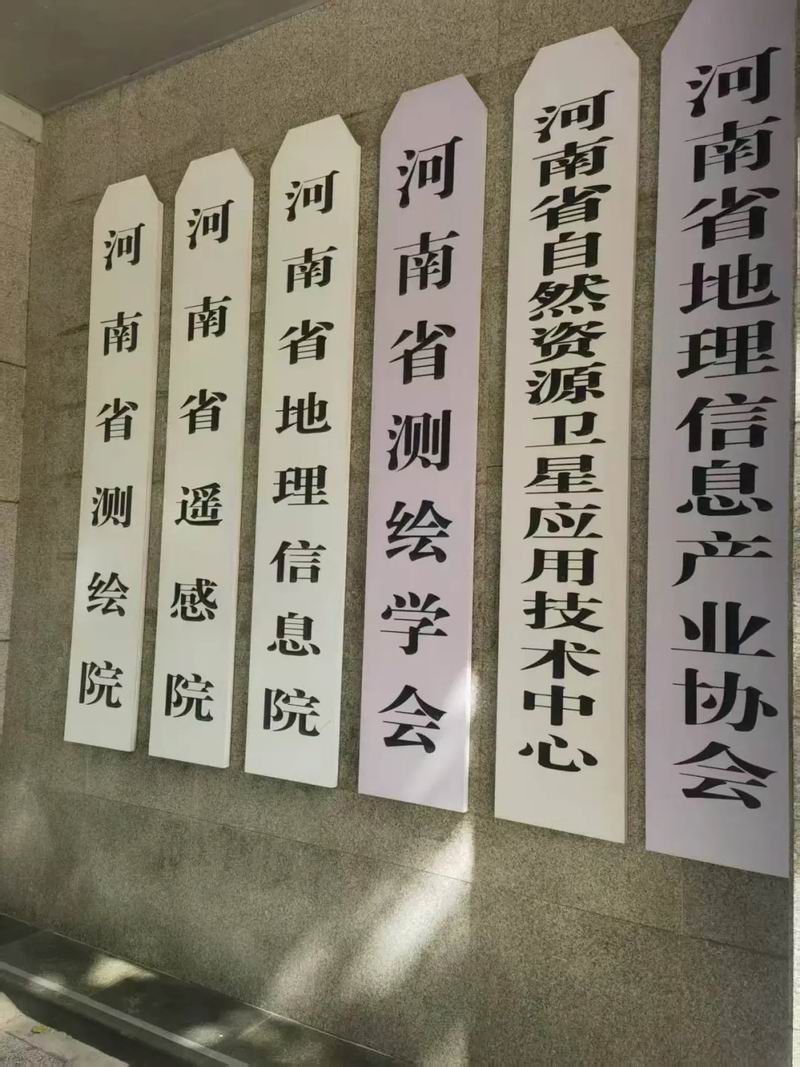 河南省测绘院
河南省遥感院
河南省地理信息院
河南省测绘学会
河南省自然资源卫星应用技术中心
河南省地理信息产业协会